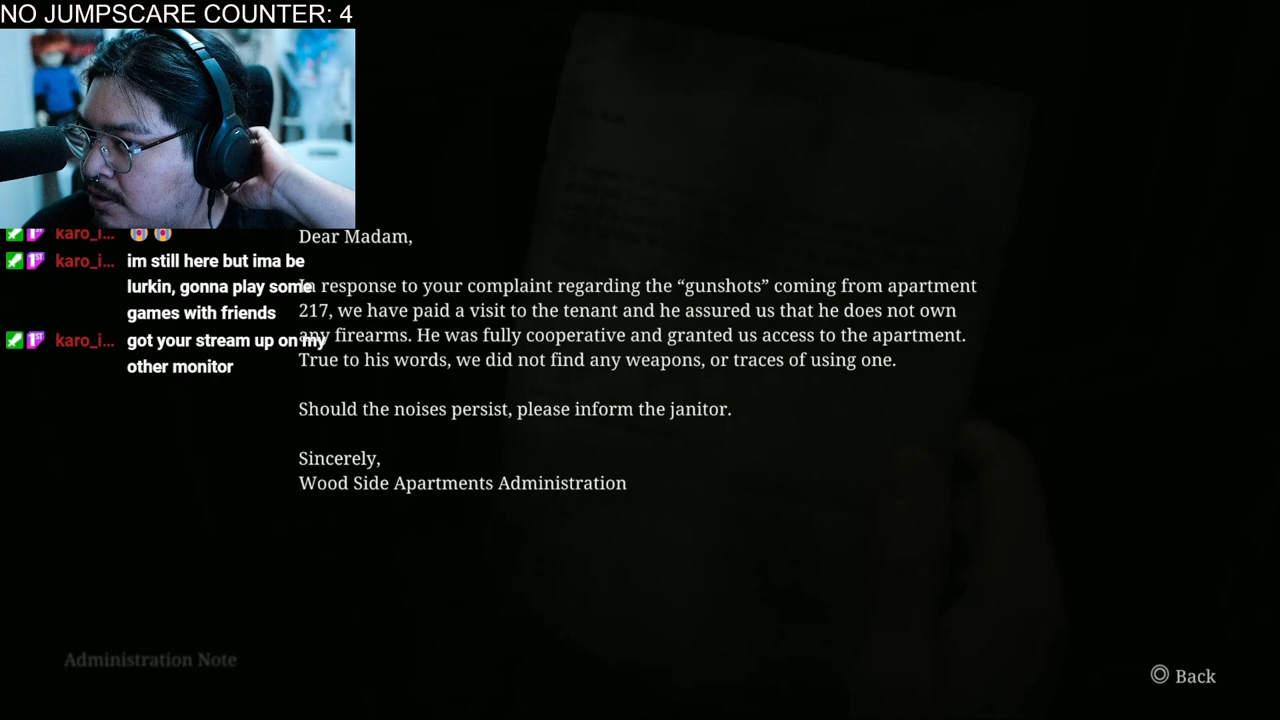 NO JUMPSCARE COUNTER: 4
karo_i...
karo_i... im still here but ima be
lurkin, gonna play some
games with friends
karo_i... got your stream up on my
other monitor
Dear Madam,
In response to your complaint regarding the “gunshots” coming from apartment
217, we have paid a visit to the tenant and he assured us that he does not own
any firearms. He was fully cooperative and granted us access to the apartment.
True to his words, we did not find any weapons, or traces of using one.
Should the noises persist, please inform the janitor.
Sincerely,
Wood Side Apartments Administration
Administration Note
Back